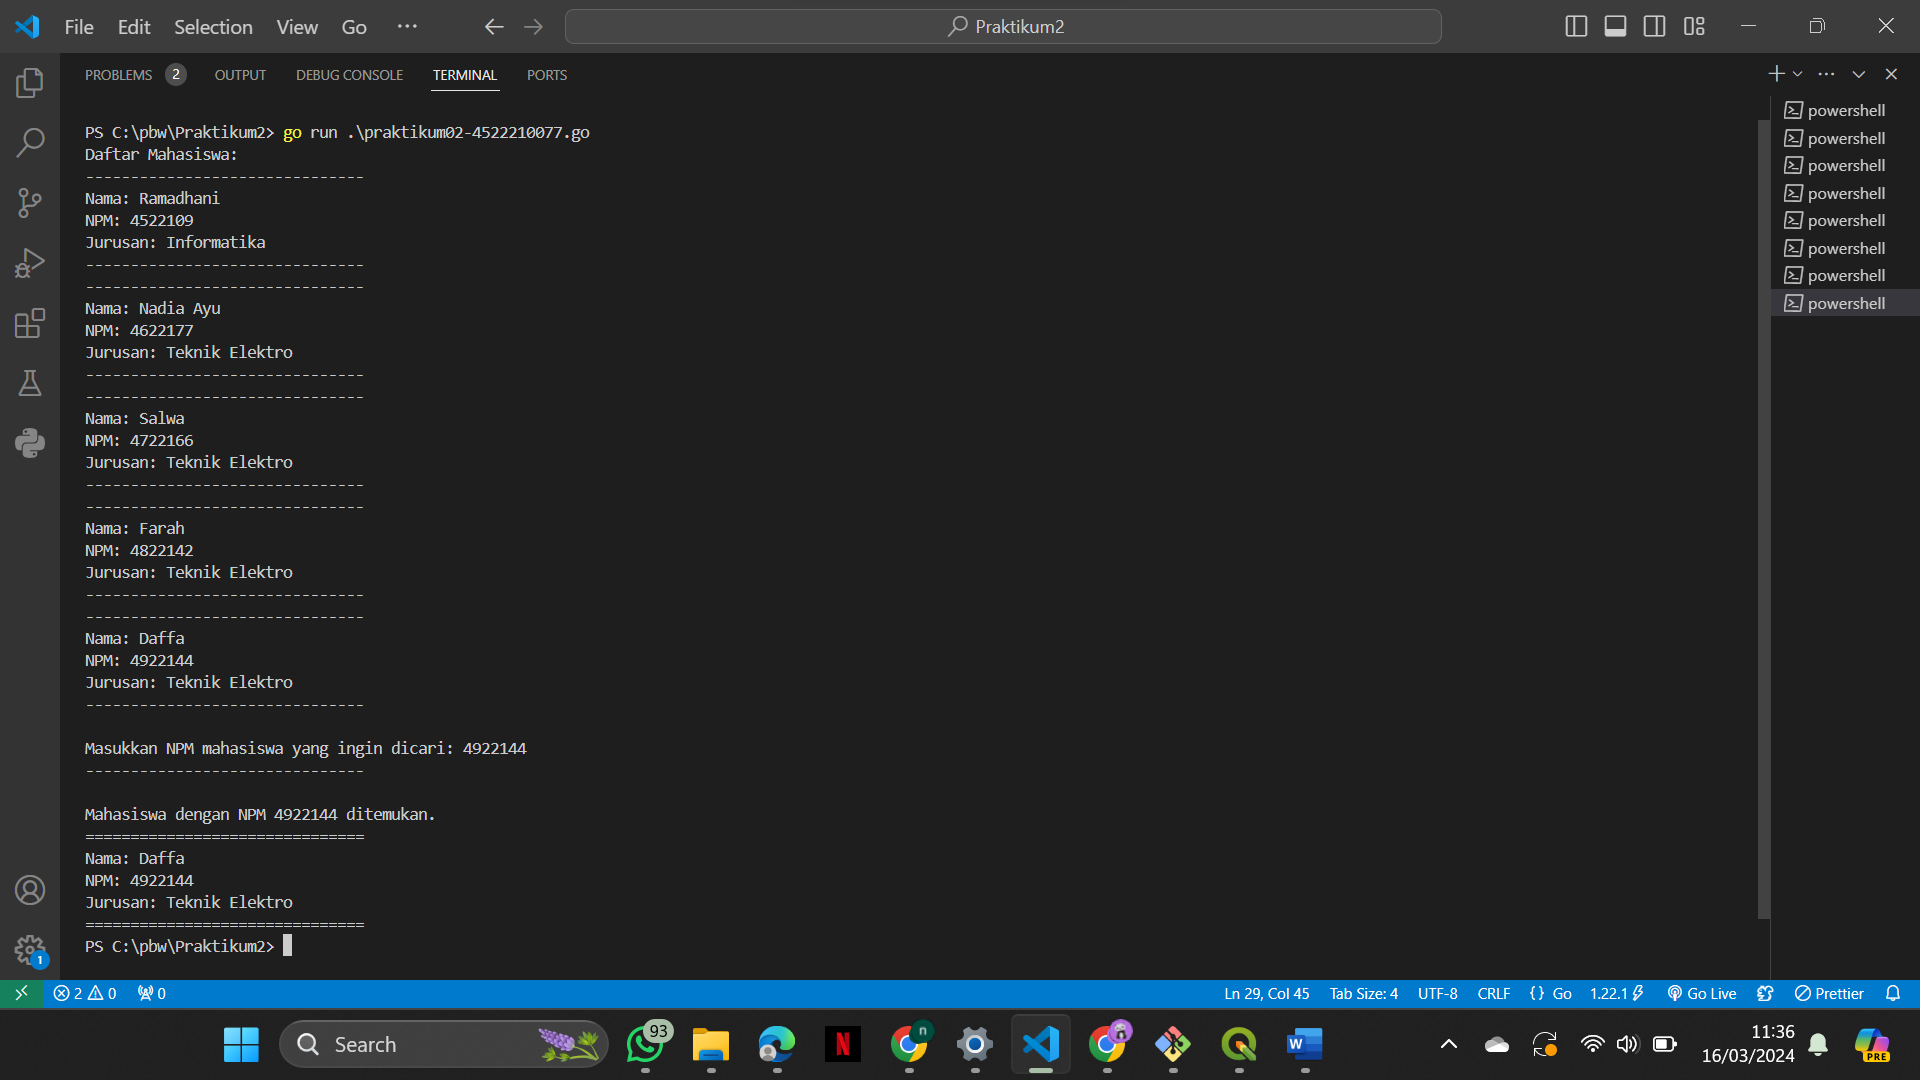 File Edit Selection View Go ···
Praktikum2
PROBLEMS 2 OUTPUT DEBUG CONSOLE TERMINAL PORTS
PS C:\pbw\Praktikum2> go run .\praktikum02-4522210077.go
Daftar Mahasiswa:
-------------------------------
Nama: Ramadhani
NPM: 4522109
Jurusan: Informatika
-------------------------------
-------------------------------
Nama: Nadia Ayu
NPM: 4622177
Jurusan: Teknik Elektro
-------------------------------
-------------------------------
Nama: Salwa
NPM: 4722166
Jurusan: Teknik Elektro
-------------------------------
-------------------------------
Nama: Farah
NPM: 4822142
Jurusan: Teknik Elektro
-------------------------------
-------------------------------
Nama: Daffa
NPM: 4922144
Jurusan: Teknik Elektro
-------------------------------
Masukkan NPM mahasiswa yang ingin dicari: 4922144
-------------------------------
Mahasiswa dengan NPM 4922144 ditemukan.
===============================
Nama: Daffa
NPM: 4922144
Jurusan: Teknik Elektro
===============================
PS C:\pbw\Praktikum2>
powershell
powershell
powershell
powershell
powershell
powershell
powershell
powershell
1
2 0 0 Ln 29, Col 45 Tab Size: 4 UTF-8 CRLF {} Go 1.22.1 Go Live Prettier
Search 93 N n W 11:36
16/03/2024
PRE